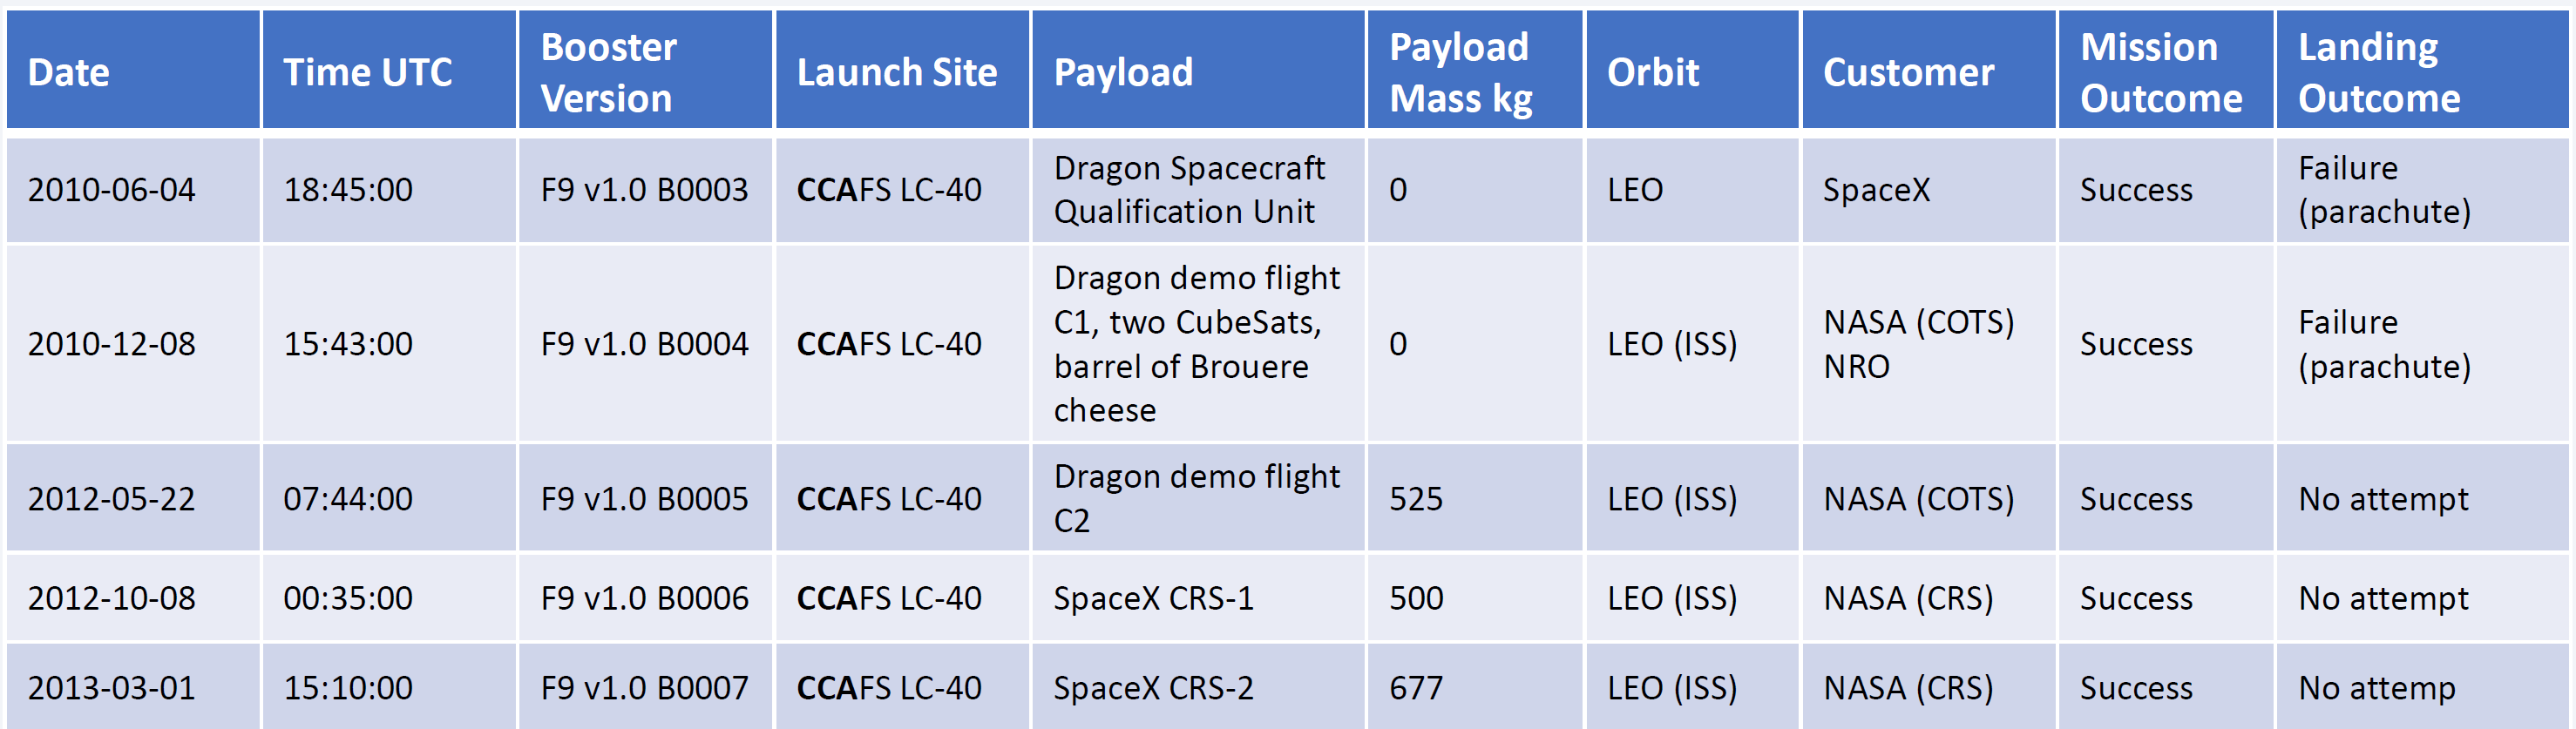 Date Time UTC Booster Version Launch Site Payload Payload Mass kg Orbit Customer Mission Outcome Landing Outcome
2010-06-04 18:45:00 F9 v1.0 B0003 CCAFS LC-40 Dragon Spacecraft Qualification Unit 0 LEO SpaceX Success Failure (parachute)
2010-12-08 15:43:00 F9 v1.0 B0004 CCAFS LC-40 Dragon demo flight C1, two CubeSats, barrel of Brouere cheese 0 LEO (ISS) NASA (COTS) NRO Success Failure (parachute)
2012-05-22 07:44:00 F9 v1.0 B0005 CCAFS LC-40 Dragon demo flight C2 525 LEO (ISS) NASA (COTS) Success No attempt
2012-10-08 00:35:00 F9 v1.0 B0006 CCAFS LC-40 SpaceX CRS-1 500 LEO (ISS) NASA (CRS) Success No attempt
2013-03-01 15:10:00 F9 v1.0 B0007 CCAFS LC-40 SpaceX CRS-2 677 LEO (ISS) NASA (CRS) Success No attemp